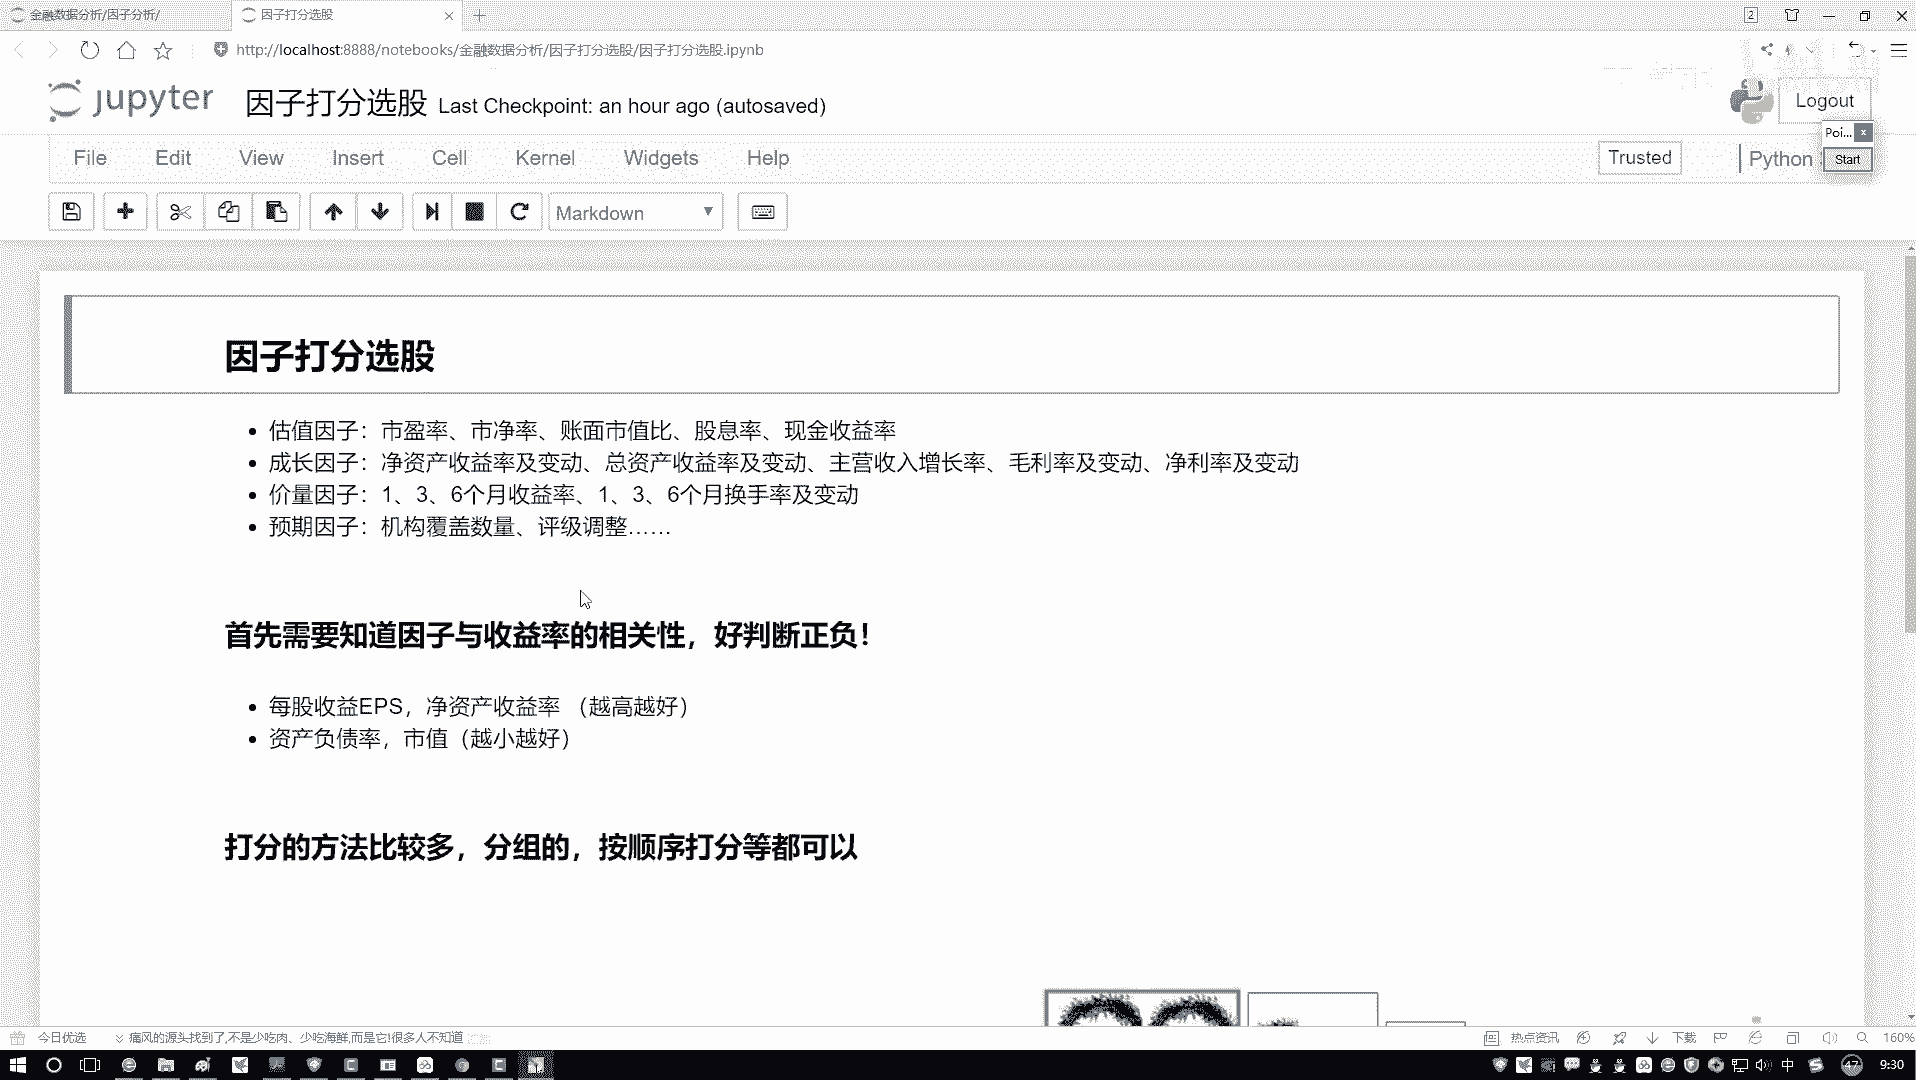 金融数据分析/因子分析/
因子打分选股
2
http://localhost:8888/notebooks/金融数据分析/因子打分选股/因子打分选股.ipynb
jupyter 因子打分选股 Last Checkpoint: an hour ago (autosaved)
Logout
Poi...
File Edit View Insert Cell Kernel Widgets Help
Trusted
Python
Start
Markdown
因子打分选股
估值因子：市盈率、市净率、账面市值比、股息率、现金收益率
成长因子：净资产收益率及变动、总资产收益率及变动、主营收入增长率、毛利率及变动、净利率及变动
价量因子：1、3、6个月收益率、1、3、6个月换手率及变动
预期因子：机构覆盖数量、评级调整……
首先需要知道因子与收益率的相关性，好判断正负！
每股收益EPS，净资产收益率 （越高越好）
资产负债率，市值（越小越好）
打分的方法比较多，分组的，按顺序打分等都可以
今日优选
痛风的源头找到了,不是少吃肉、少吃海鲜,而是它!很多人不知道
热点资讯
下载
160%
中
47
9:30